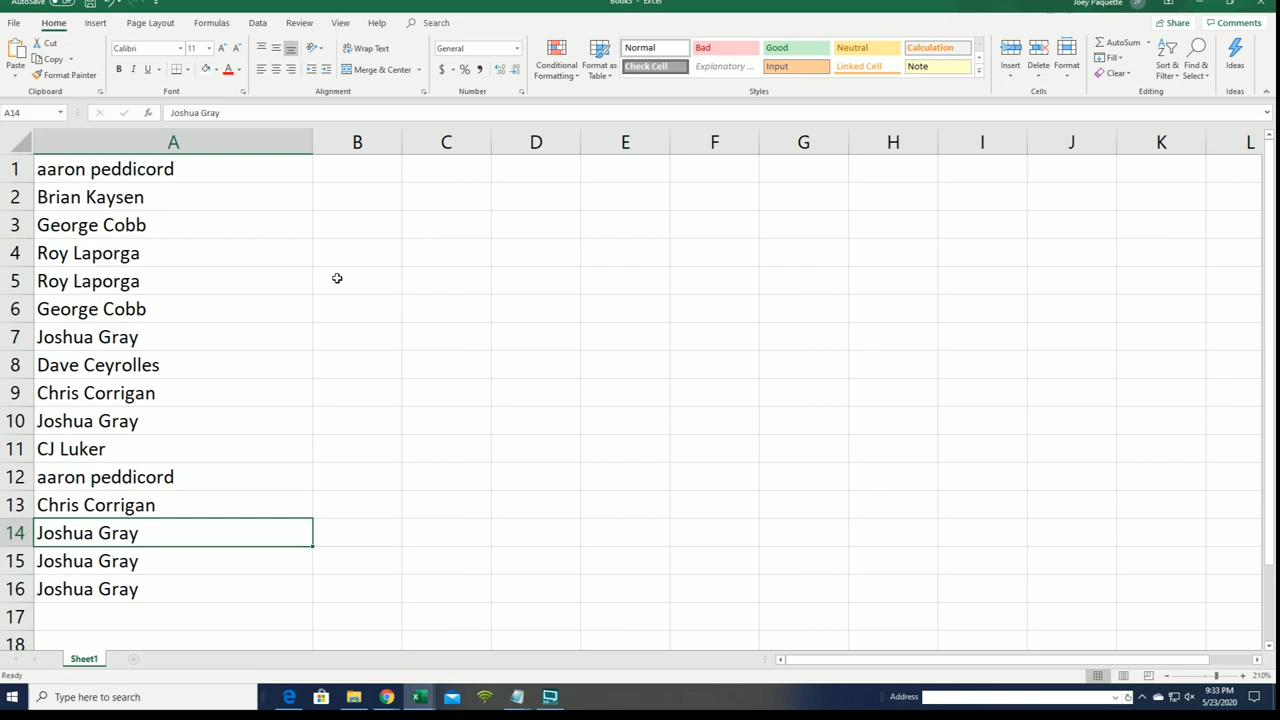 AutoSave Off Book5 - Excel Joey Paquette JP
File Home Insert Page Layout Formulas Data Review View Help Search Share Comments
Paste Cut Copy Format Painter Clipboard
Calibri 11 B I U A Font
Wrap Text Merge & Center Alignment
General $ % Number
Conditional Formatting Format as Table
Normal Bad Good Neutral Calculation
Check Cell Explanatory ... Input Linked Cell Note
Styles
Insert Delete Format Cells
AutoSum Fill Clear Sort & Filter Find & Select Editing
Ideas Ideas
A14 fx Joshua Gray
A B C D E F G H I J K L
1 aaron peddicord
2 Brian Kaysen
3 George Cobb
4 Roy Laporga
5 Roy Laporga
6 George Cobb
7 Joshua Gray
8 Dave Ceyrolles
9 Chris Corrigan
10 Joshua Gray
11 CJ Luker
12 aaron peddicord
13 Chris Corrigan
14 Joshua Gray
15 Joshua Gray
16 Joshua Gray
17
18
Sheet1
Ready 210%
Type here to search Address 9:33 PM
5/23/2020